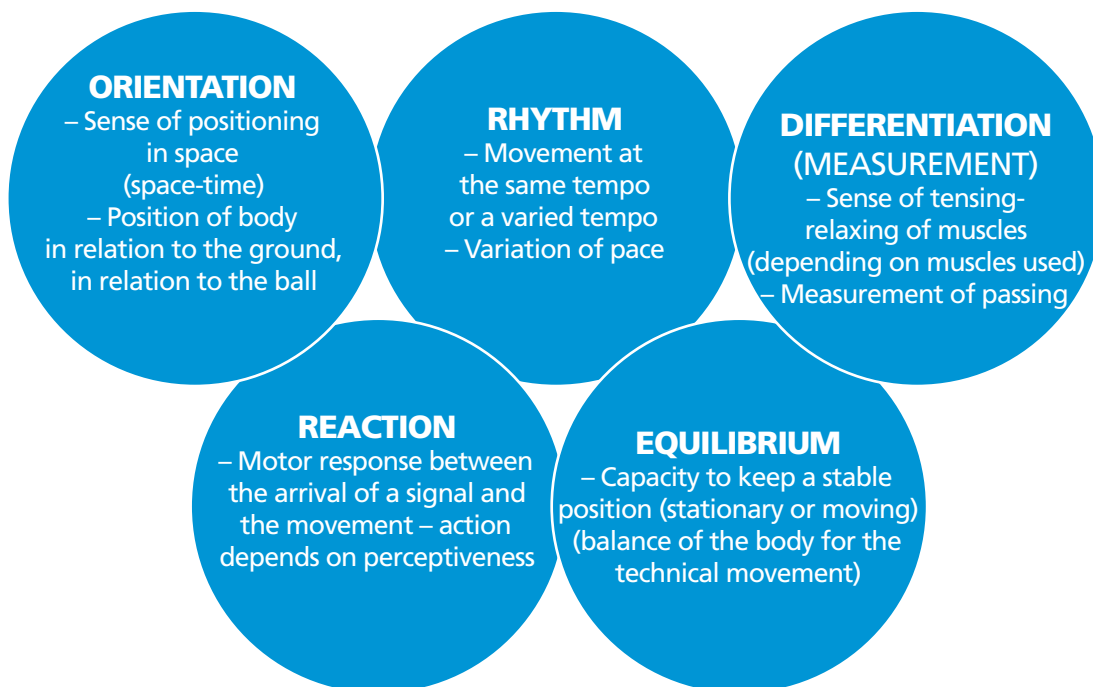 ORIENTATION
– Sense of positioning
in space
(space-time)
– Position of body
in relation to the ground,
in relation to the ball
RHYTHM
– Movement at
the same tempo
or a varied tempo
– Variation of pace
DIFFERENTIATION
(MEASUREMENT)
– Sense of tensing-
relaxing of muscles
(depending on muscles used)
– Measurement of passing
REACTION
– Motor response between
the arrival of a signal and
the movement – action
depends on perceptiveness
EQUILIBRIUM
– Capacity to keep a stable
position (stationary or moving)
(balance of the body for the
technical movement)